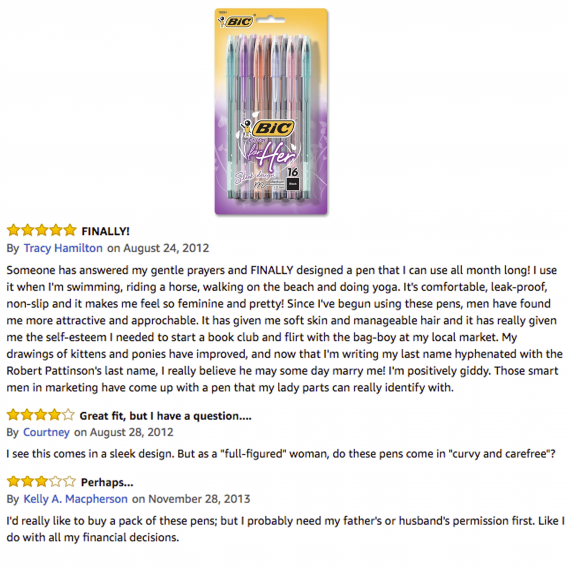 BIC
BIC
for Her
16
FINALLY!
By Tracy Hamilton on August 24, 2012
Someone has answered my gentle prayers and FINALLY designed a pen that I can use all month long! I use
it when I'm swimming, riding a horse, walking on the beach and doing yoga. It's comfortable, leak-proof,
non-slip and it makes me feel so feminine and pretty! Since I've begun using these pens, men have found
me more attractive and approchable. It has given me soft skin and manageable hair and it has really given
me the self-esteem I needed to start a book club and flirt with the bag-boy at my local market. My
drawings of kittens and ponies have improved, and now that I'm writing my last name hyphenated with the
Robert Pattinson's last name, I really believe he may some day marry me! I'm positively giddy. Those smart
men in marketing have come up with a pen that my lady parts can really identify with.
Great fit, but I have a question....
By Courtney on August 28, 2012
I see this comes in a sleek design. But as a "full-figured" woman, do these pens come in "curvy and carefree"?
Perhaps...
By Kelly A. Macpherson on November 28, 2013
I'd really like to buy a pack of these pens; but I probably need my father's or husband's permission first. Like I
do with all my financial decisions.